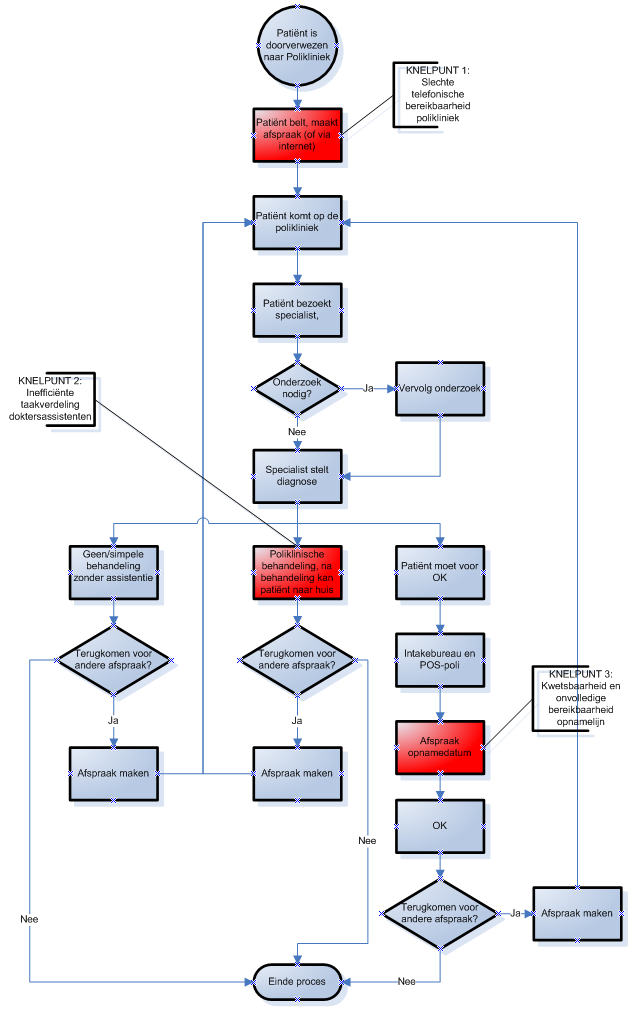 Patiënt is
doorverwezen
naar Polikliniek
KNELPUNT 1:
Slechte
telefonische
bereikbaarheid
polikliniek
Patiënt belt, maakt
afspraak (of via
internet)
Patiënt komt op de
polikliniek
Patiënt bezoekt
specialist,
KNELPUNT 2:
Inefficiënte
taakverdeling
doktersassistenten
Onderzoek
nodig?
Ja
Vervolg onderzoek
Nee
Specialist stelt
diagnose
Geen/simpele
behandeling
zonder assistentie
Poliklinische
behandeling, na
behandeling kan
patiënt naar huis
Patiënt moet voor
OK
Terugkomen voor
andere afspraak?
Terugkomen voor
andere afspraak?
Intakebureau en
POS-poli
KNELPUNT 3:
Kwetsbaarheid en
onvolledige
bereikbaarheid
opnamelijn
Ja
Ja
Afspraak
opnamedatum
Afspraak maken
Afspraak maken
OK
Nee
Terugkomen voor
andere afspraak?
Ja
Afspraak maken
Nee
Einde proces
Nee